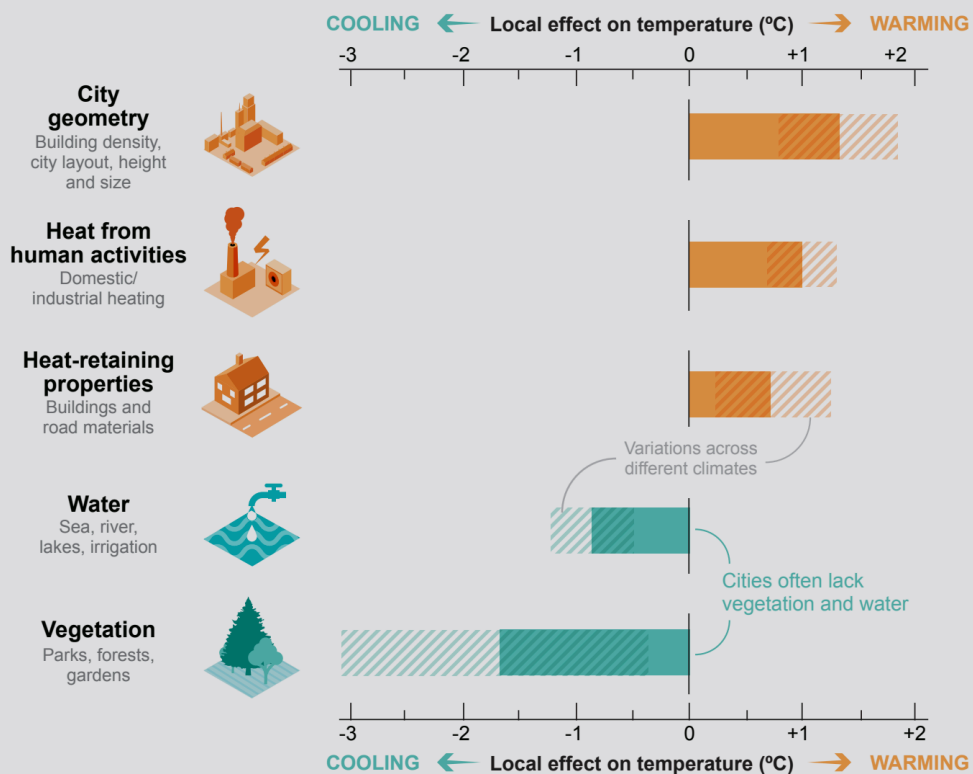 COOLING Local effect on temperature (ºC) WARMING
-3 -2 -1 0 +1 +2
City
geometry
Building density,
city layout, height
and size
Heat from
human activities
Domestic/
industrial heating
Heat-retaining
properties
Buildings and
road materials
Variations across
different climates
Water
Sea, river,
lakes, irrigation
Cities often lack
vegetation and water
Vegetation
Parks, forests,
gardens
-3 -2 -1 0 +1 +2
COOLING Local effect on temperature (ºC) WARMING